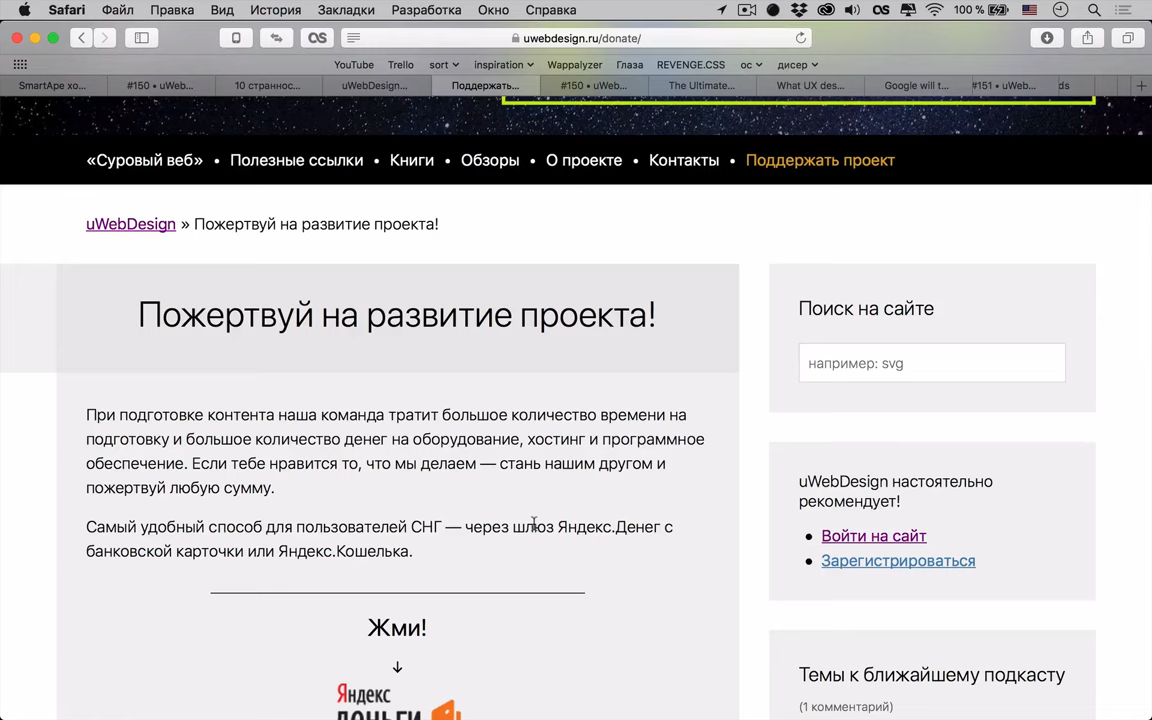 Safari Файл Правка Вид История Закладки Разработка Окно Справка 100 %
uwebdesign.ru/donate/
YouTube Trello sort inspiration Wappalyzer Глаза REVENGE.CSS ос дисер
SmartApe хо... #150 • uWeb... 10 странносс... uWebDesign... Поддержать... #150 • uWeb... The Ultimate... What UX des... Google will t... #151 • uWeb... ds
«Суровый веб» • Полезные ссылки • Книги • Обзоры • О проекте • Контакты • Поддержать проект
uWebDesign » Пожертвуй на развитие проекта!
Пожертвуй на развитие проекта!
При подготовке контента наша команда тратит большое количество времени на
подготовку и большое количество денег на оборудование, хостинг и программное
обеспечение. Если тебе нравится то, что мы делаем — стань нашим другом и
пожертвуй любую сумму.
Самый удобный способ для пользователей СНГ — через шлюз Яндекс.Денег с
банковской карточки или Яндекс.Кошелька.
Жми!
↓
Яндекс
деньги
Поиск на сайте
например: svg
uWebDesign настоятельно
рекомендует!
• Войти на сайт
• Зарегистрироваться
Темы к ближайшему подкасту
(1 комментарий)